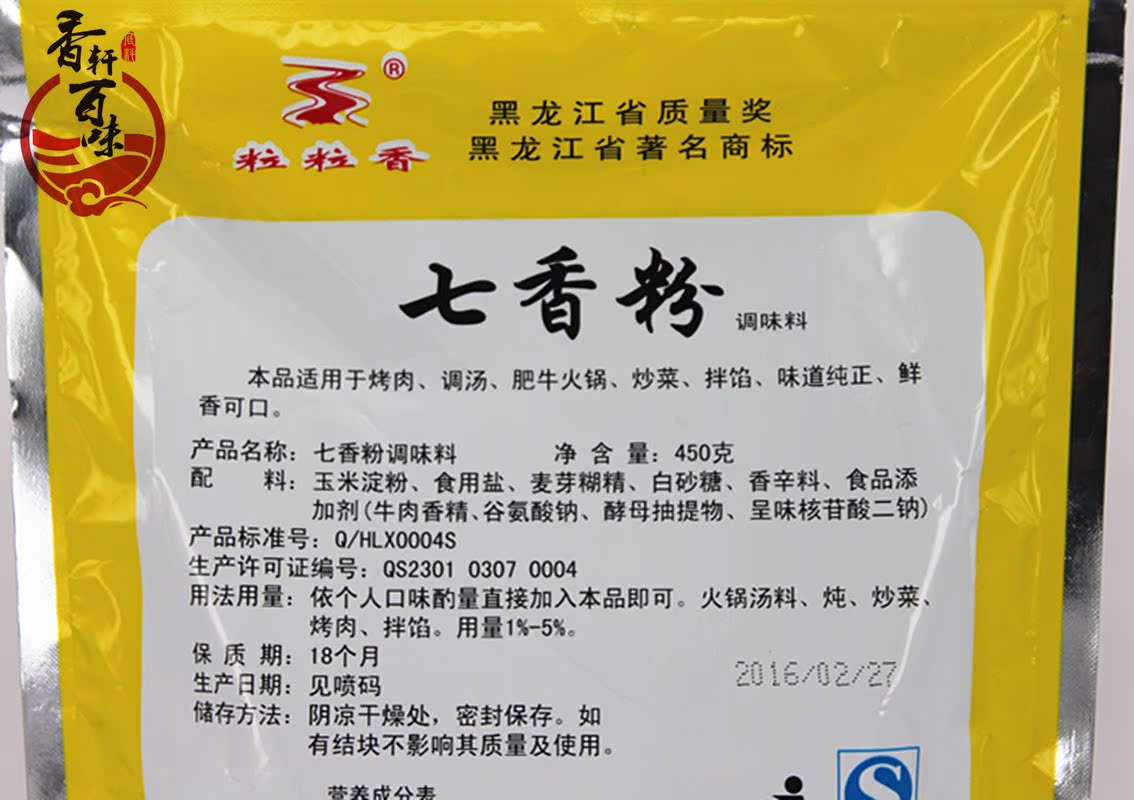 香轩百味
底料
®
粒粒香
黑龙江省质量奖
黑龙江省著名商标
七香粉 调味料
本品适用于烤肉、调汤、肥牛火锅、炒菜、拌馅、味道纯正、鲜
香可口。
产品名称：七香粉调味料 净含量：450克
配 料：玉米淀粉、食用盐、麦芽糊精、白砂糖、香辛料、食品添
加剂(牛肉香精、谷氨酸钠、酵母抽提物、呈味核苷酸二钠)
产品标准号：Q/HLX0004S
生产许可证编号：QS2301 0307 0004
用法用量：依个人口味酌量直接加入本品即可。火锅汤料、炖、炒菜、
烤肉、拌馅。用量1%-5%。
保质期：18个月
生产日期：见喷码
2016/02/27
储存方法：阴凉干燥处，密封保存。如
有结块不影响其质量及使用。
营养成分表